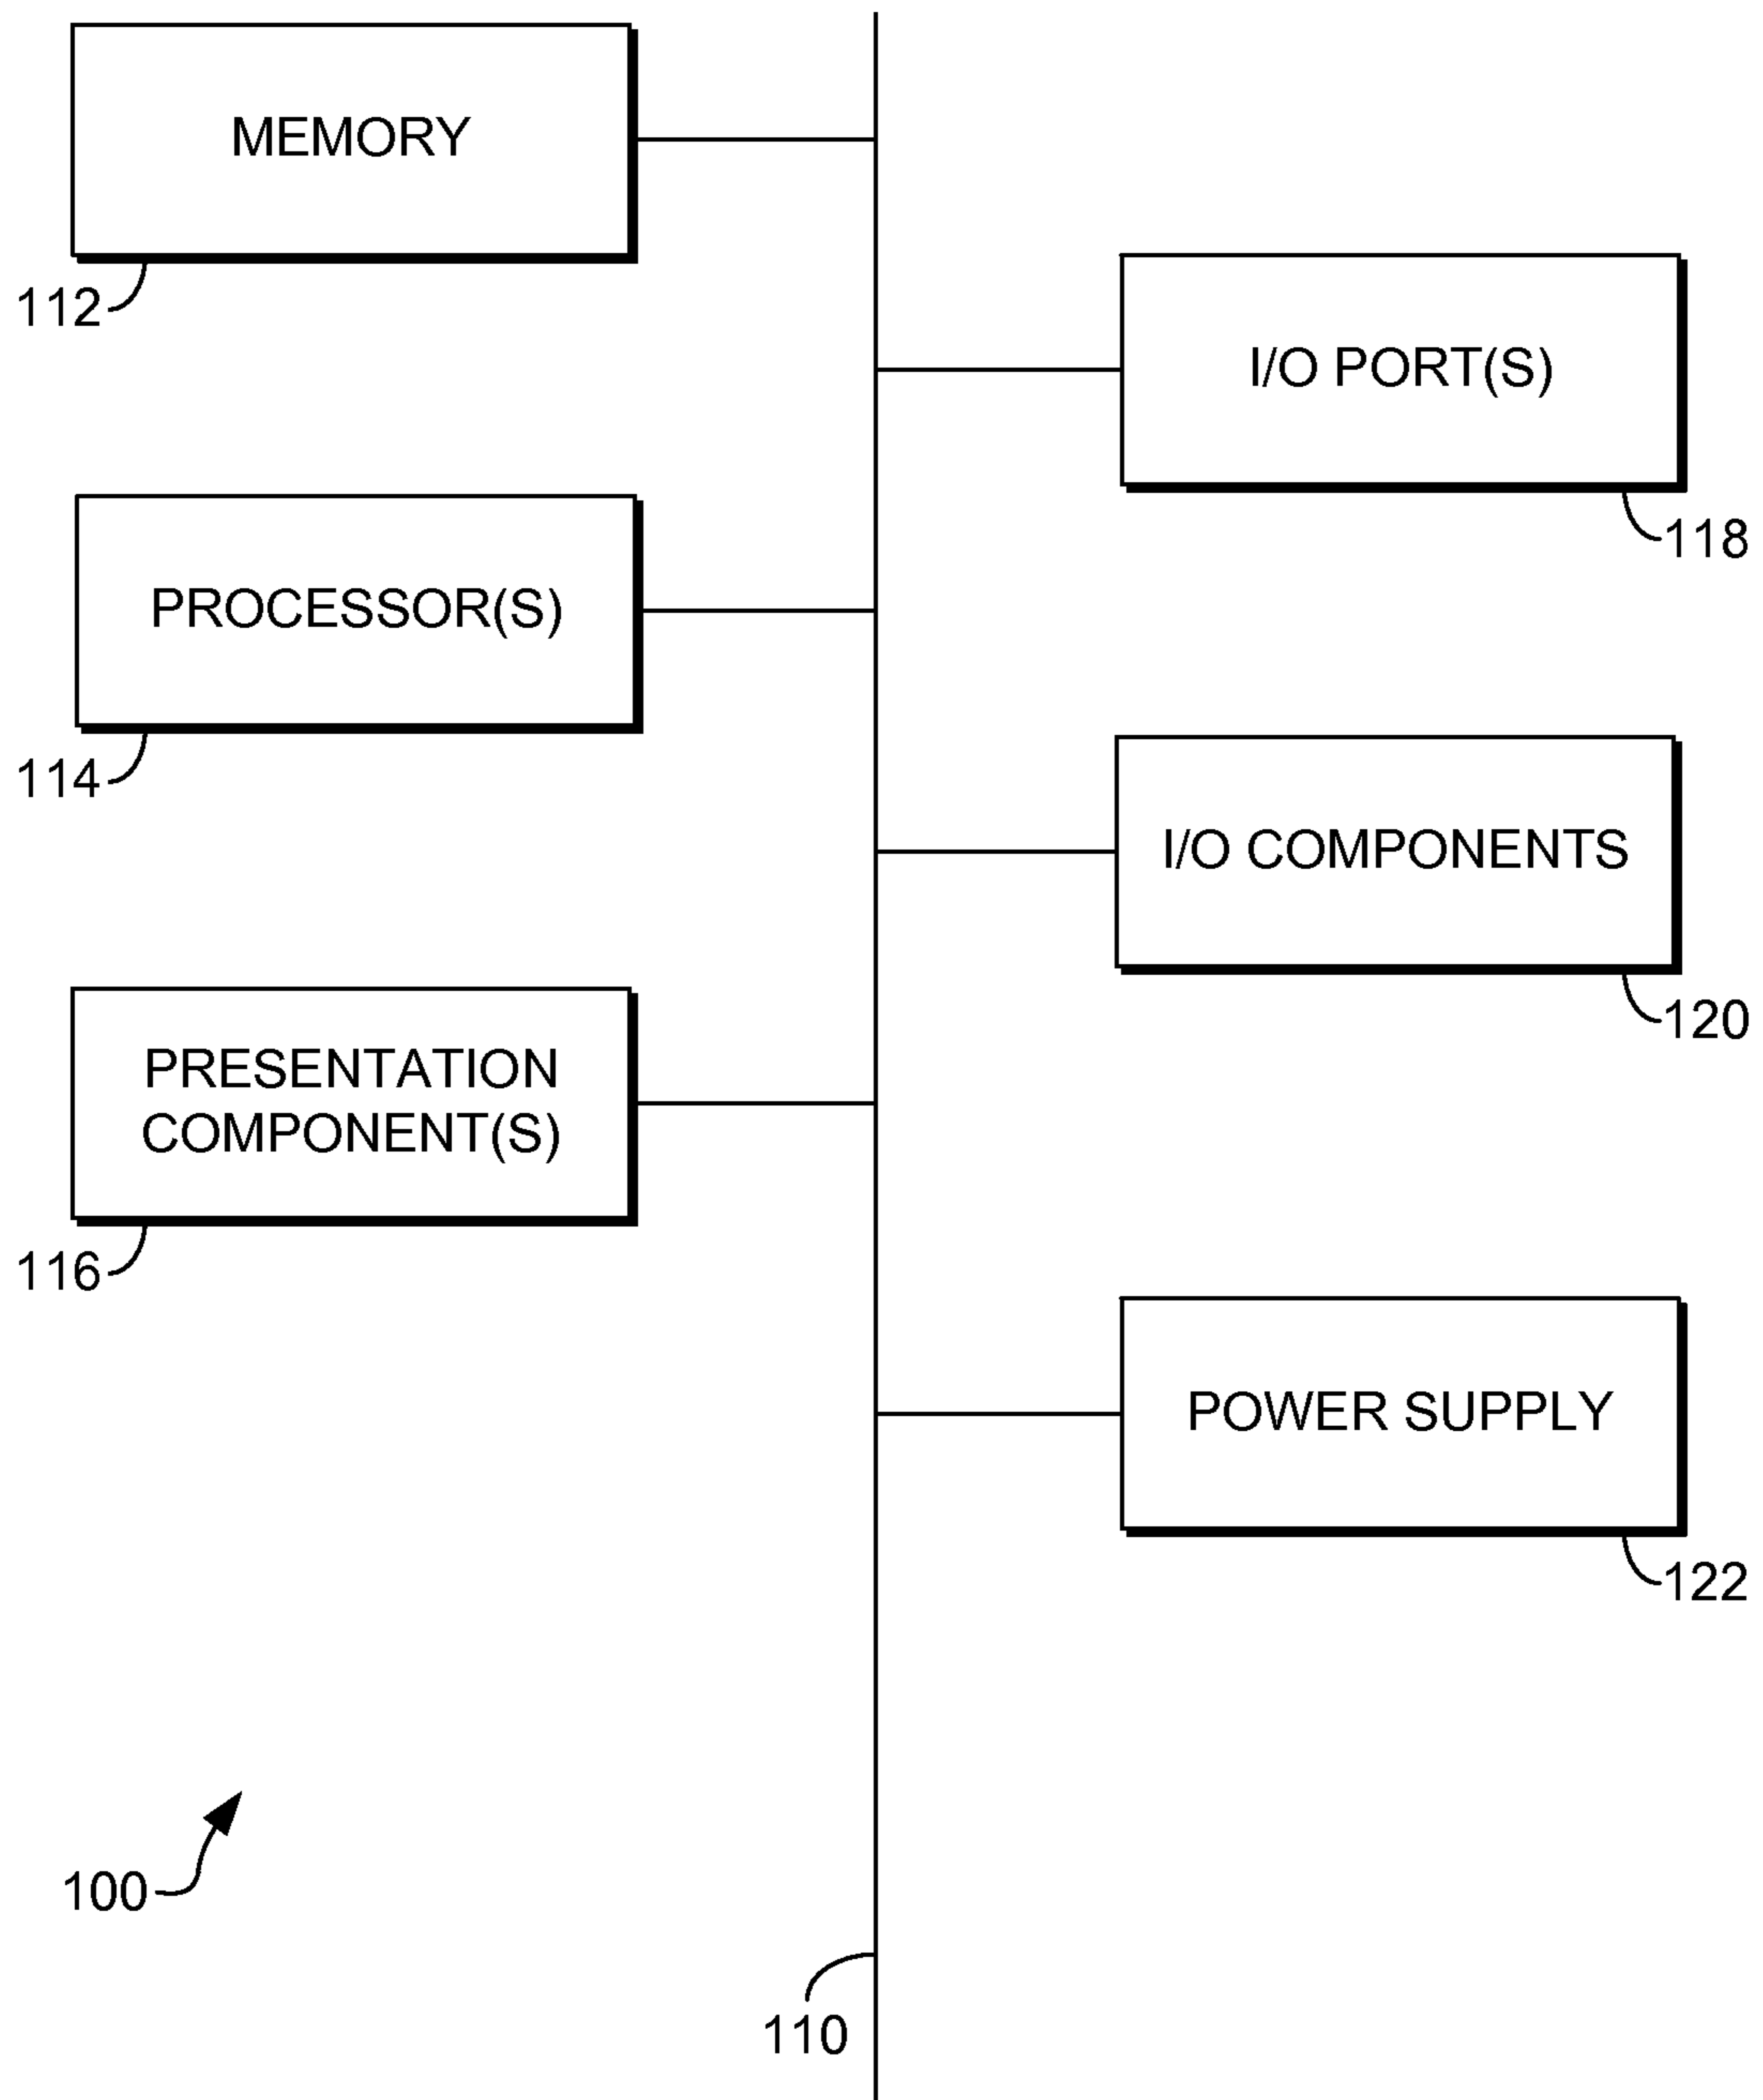 MEMORY
112
I/O PORT(S)
118
PROCESSOR(S)
114
I/O COMPONENTS
120
PRESENTATION
COMPONENT(S)
116
POWER SUPPLY
122
100
110